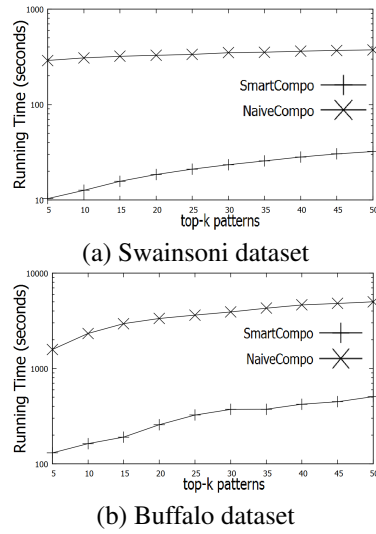 1000
100
10
Running Time (seconds)
SmartCompo
NaiveCompo
5 10 15 20 25 30 35 40 45 50
top-k patterns
(a) Swainsoni dataset
10000
1000
100
Running Time (seconds)
SmartCompo
NaiveCompo
5 10 15 20 25 30 35 40 45 50
top-k patterns
(b) Buffalo dataset